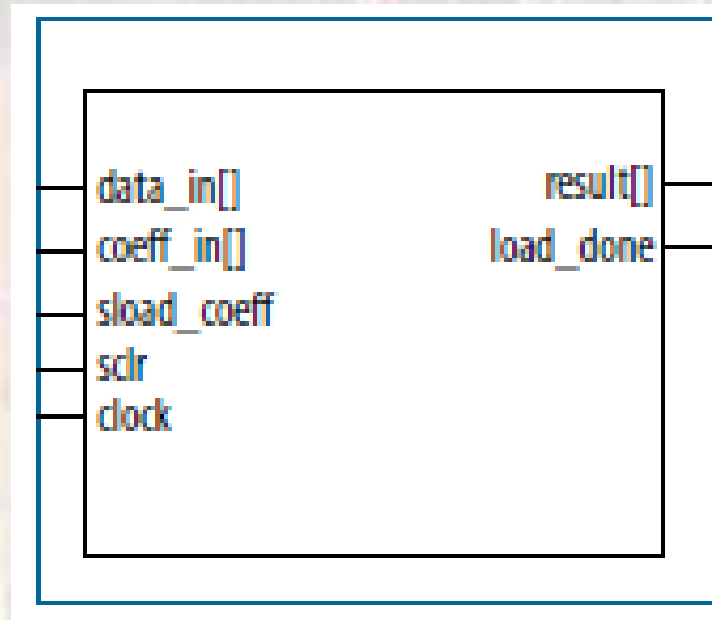 data_in[]
result[]
coeff_in[]
load_done
sload_coeff
sclr
clock